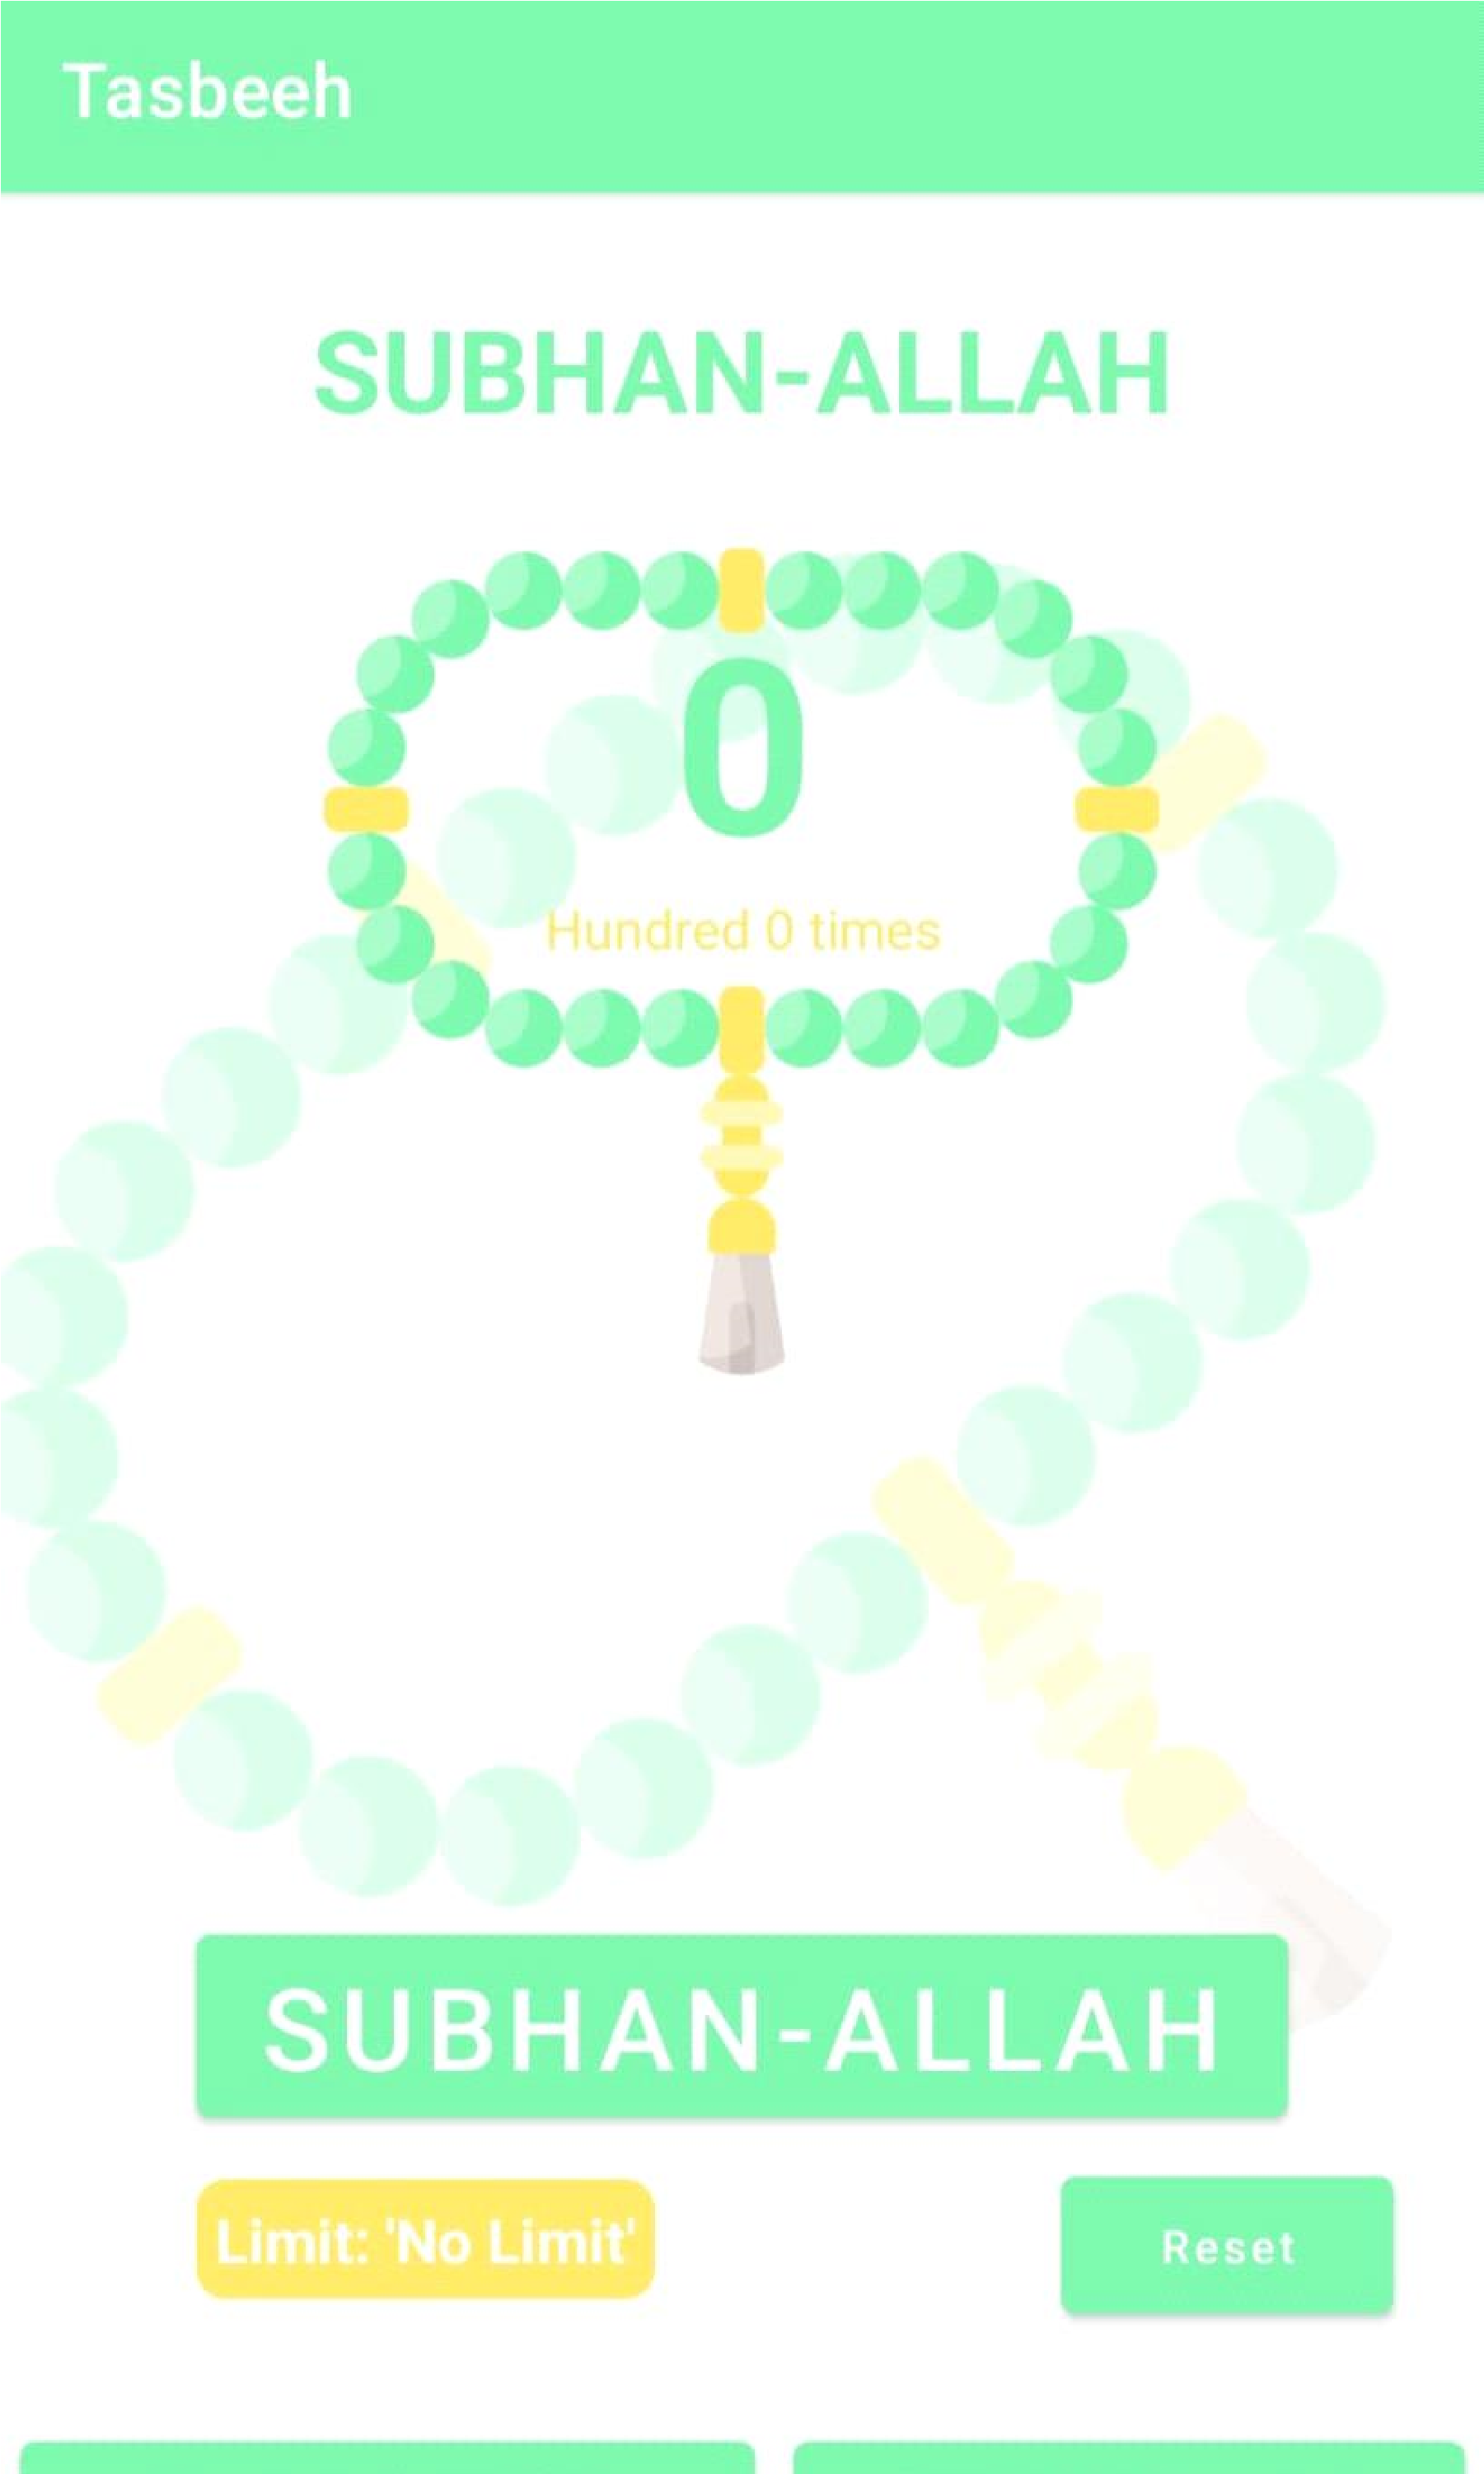 Tasbeeh
SUBHAN-ALLAH
0
Hundred 0 times
SUBHAN-ALLAH
Limit: 'No Limit'
Reset